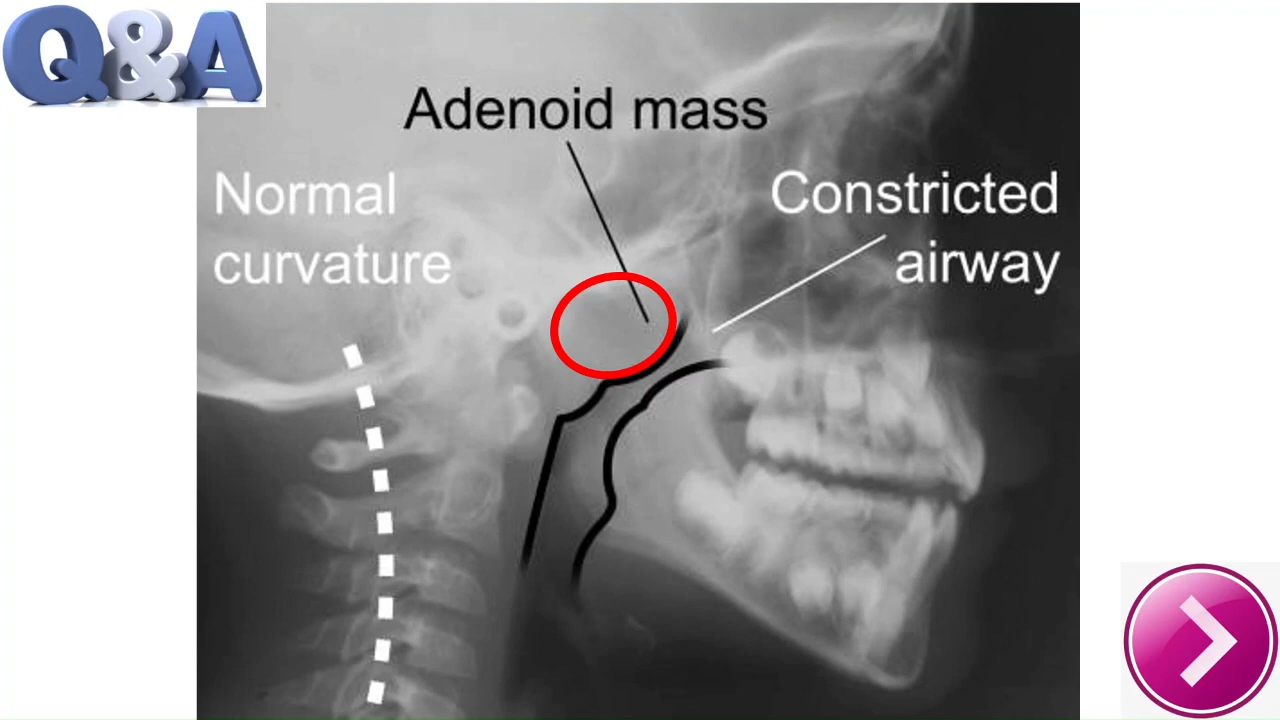 Q&A
Adenoid mass
Normal
curvature
Constricted
airway